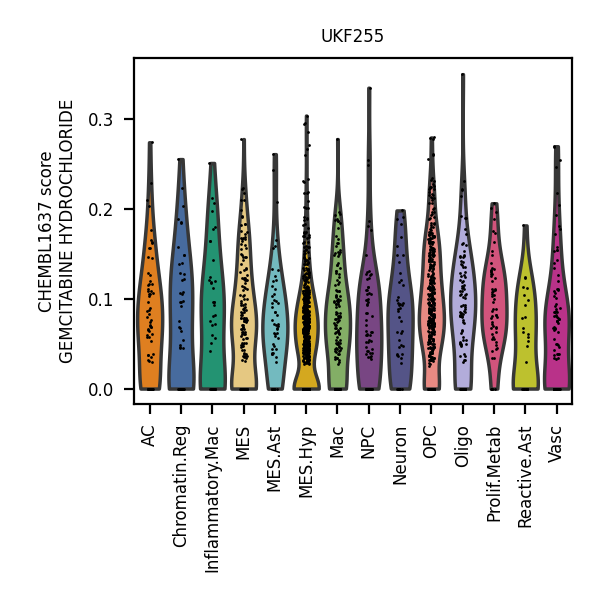 UKF255
CHEMBL1637 score
GEMCITABINE HYDROCHLORIDE
0.3
0.2
0.1
0.0
AC
Chromatin.Reg
Inflammatory.Mac
MES
MES.Ast
MES.Hyp
Mac
NPC
Neuron
OPC
Oligo
Prolif.Metab
Reactive.Ast
Vasc